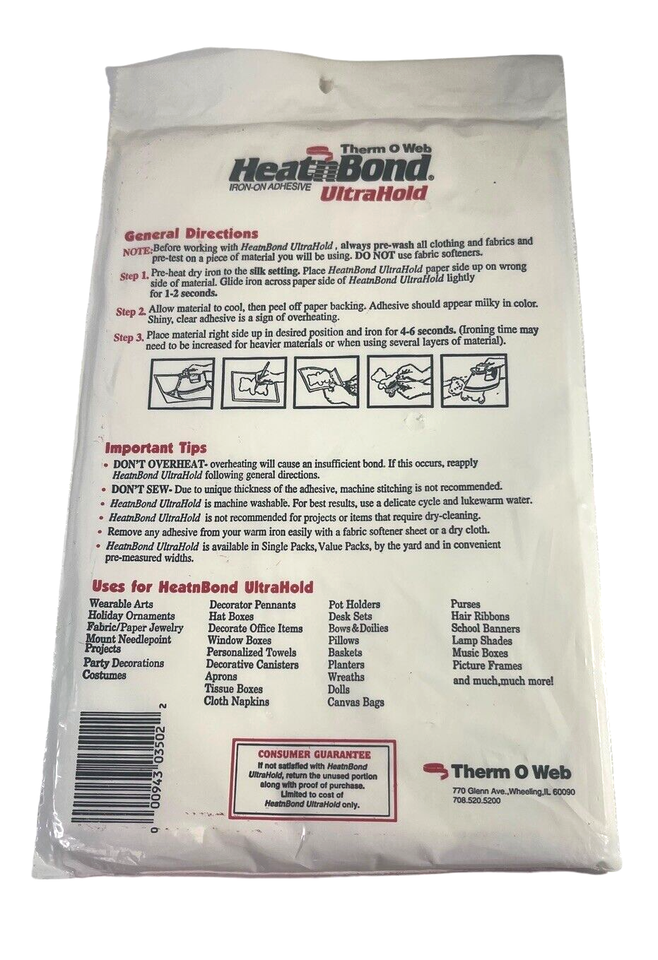 Therm O Web
HeatnBond®
IRON-ON ADHESIVE UltraHold
General Directions
NOTE: Before working with HeatnBond UltraHold, always pre-wash all clothing and fabrics and
pre-test on a piece of material you will be using. DO NOT use fabric softeners.
Step 1. Pre-heat dry iron to the silk setting. Place HeatnBond UltraHold paper side up on wrong
side of material. Glide iron across paper side of HeatnBond UltraHold lightly
for 1-2 seconds.
Step 2. Allow material to cool, then peel off paper backing. Adhesive should appear milky in color.
Shiny, clear adhesive is a sign of overheating.
Step 3. Place material right side up in desired position and iron for 4-6 seconds. (Ironing time may
need to be increased for heavier materials or when using several layers of material).
Important Tips
• DON'T OVERHEAT- overheating will cause an insufficient bond. If this occurs, reapply
HeatnBond UltraHold following general directions.
• DON'T SEW- Due to unique thickness of the adhesive, machine stitching is not recommended.
• HeatnBond UltraHold is machine washable. For best results, use a delicate cycle and lukewarm water.
• HeatnBond UltraHold is not recommended for projects or items that require dry-cleaning.
• Remove any adhesive from your warm iron easily with a fabric softener sheet or a dry cloth.
• HeatnBond UltraHold is available in Single Packs, Value Packs, by the yard and in convenient
pre-measured widths.
Uses for HeatnBond UltraHold
Wearable Arts
Holiday Ornaments
Fabric/Paper Jewelry
Mount Needlepoint
Projects
Party Decorations
Costumes
Decorator Pennants
Hat Boxes
Decorate Office Items
Window Boxes
Personalized Towels
Decorative Canisters
Aprons
Tissue Boxes
Cloth Napkins
Pot Holders
Desk Sets
Bows&Doilies
Pillows
Baskets
Planters
Wreaths
Dolls
Canvas Bags
Purses
Hair Ribbons
School Banners
Lamp Shades
Music Boxes
Picture Frames
and much,much more!
0 00943 03502 2
CONSUMER GUARANTEE
If not satisfied with HeatnBond
UltraHold, return the unused portion
along with proof of purchase.
Limited to cost of
HeatnBond UltraHold only.
Therm O Web
770 Glenn Ave.,Wheeling,IL 60090
708.520.5200